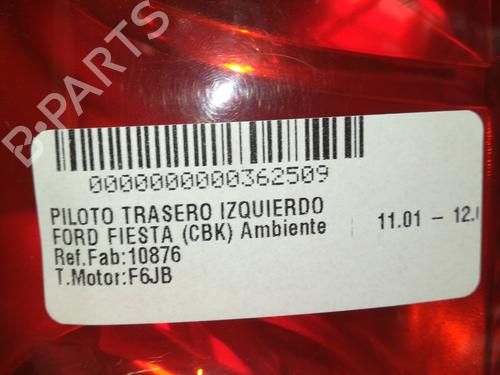 B-PARTS
0000000000362509
PILOTO TRASERO IZQUIERDO
FORD FIESTA (CBK) Ambiente
11.01 - 12.
Ref.Fab:10876
T.Motor:F6JB